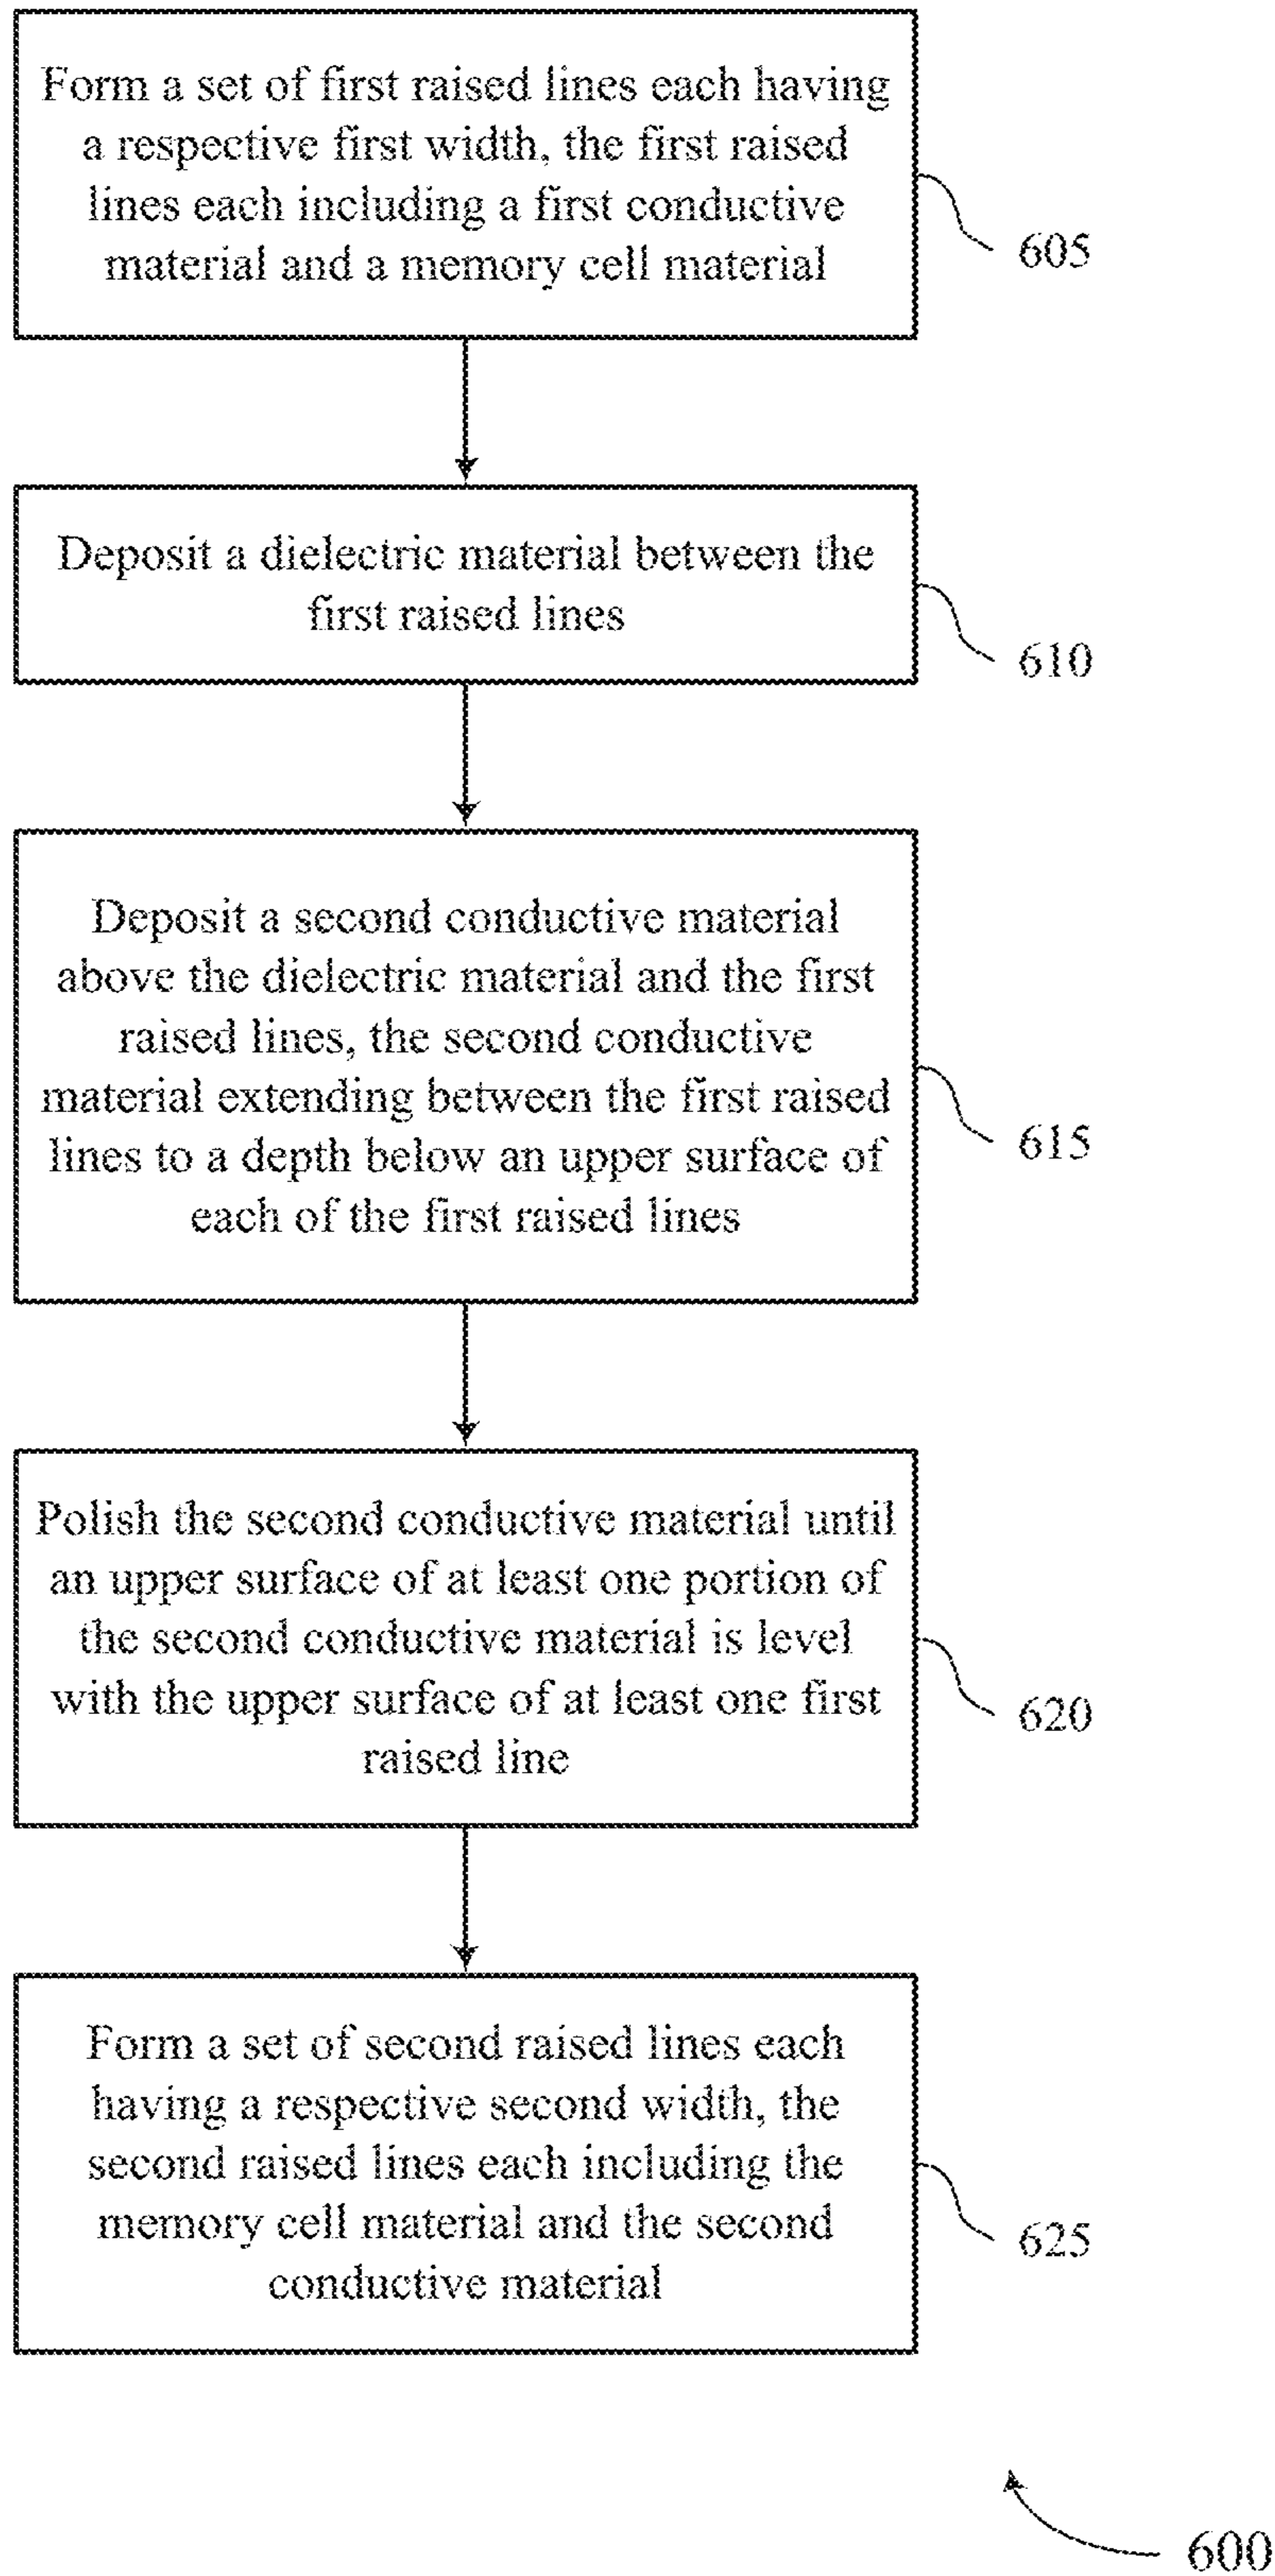 Form a set of first raised lines each having
a respective first width, the first raised
lines each including a first conductive
material and a memory cell material
605
Deposit a dielectric material between the
first raised lines
610
Deposit a second conductive material
above the dielectric material and the first
raised lines, the second conductive
material extending between the first raised
lines to a depth below an upper surface of
each of the first raised lines
615
Polish the second conductive material until
an upper surface of at least one portion of
the second conductive material is level
with the upper surface of at least one first
raised line
620
Form a set of second raised lines each
having a respective second width, the
second raised lines each including the
memory cell material and the second
conductive material
625
600